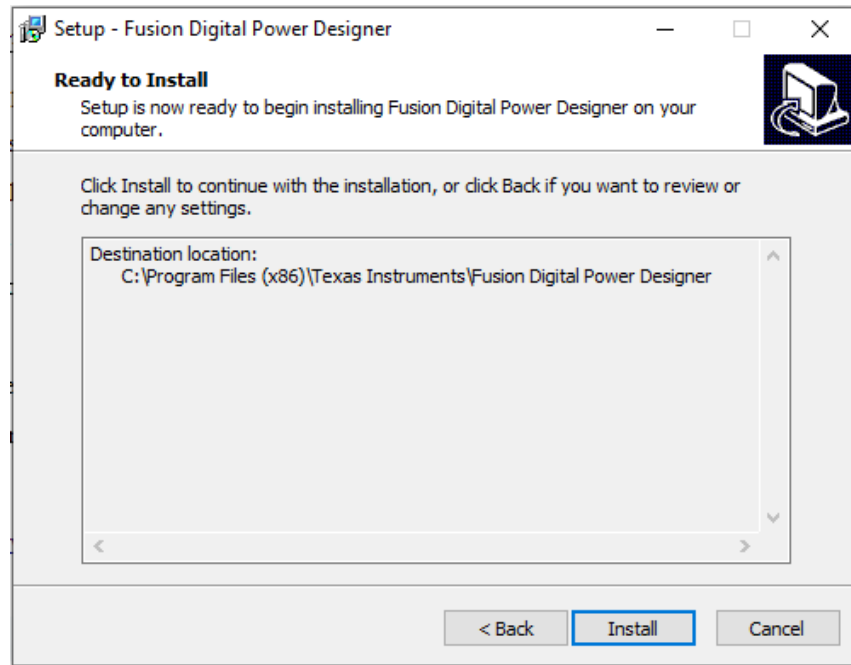 Setup - Fusion Digital Power Designer
Ready to Install
Setup is now ready to begin installing Fusion Digital Power Designer on your
computer.
Click Install to continue with the installation, or click Back if you want to review or
change any settings.
Destination location:
C:\Program Files (x86)\Texas Instruments\Fusion Digital Power Designer
< Back
Install
Cancel